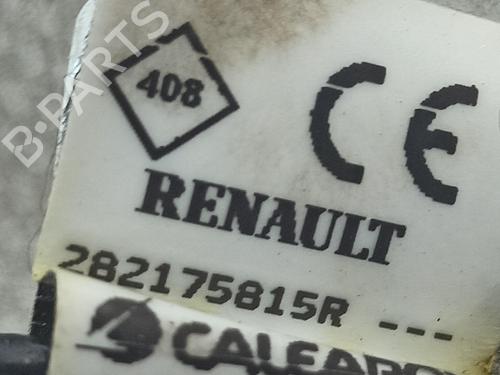 B-PARTS
408
CE
RENAULT
282175815R ---